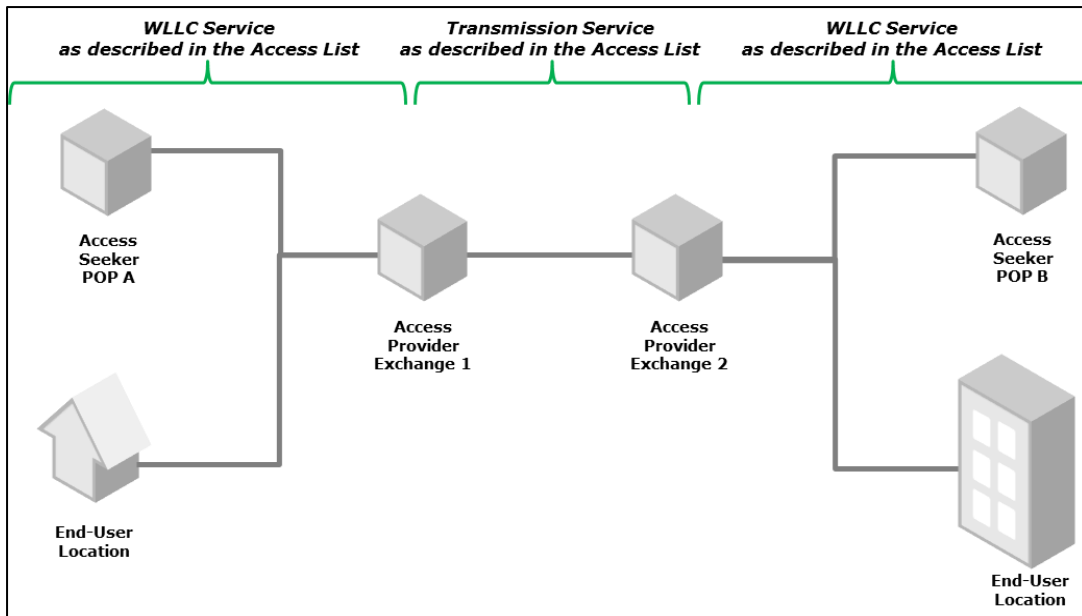 WLLC Service
as described in the Access List
Transmission Service
as described in the Access List
WLLC Service
as described in the Access List
Access
Seeker
POP A
Access
Provider
Exchange 1
Access
Provider
Exchange 2
Access
Seeker
POP B
End-User
Location
End-User
Location